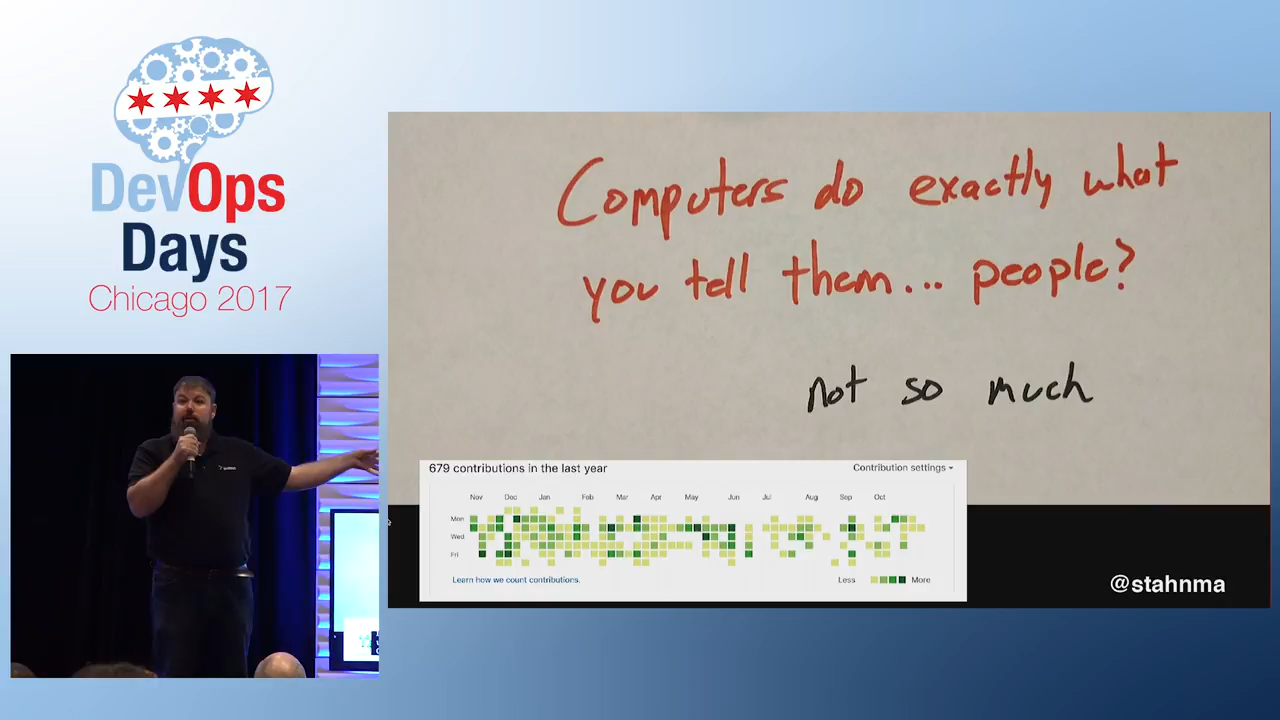 DevOps
Days
Chicago 2017
Computers do exactly what
you tell them... people?
not so much
679 contributions in the last year
Contribution settings
Nov Dec Jan Feb Mar Apr May Jun Jul Aug Sep Oct
Mon
Wed
Fri
Learn how we count contributions.
Less More
@stahnma